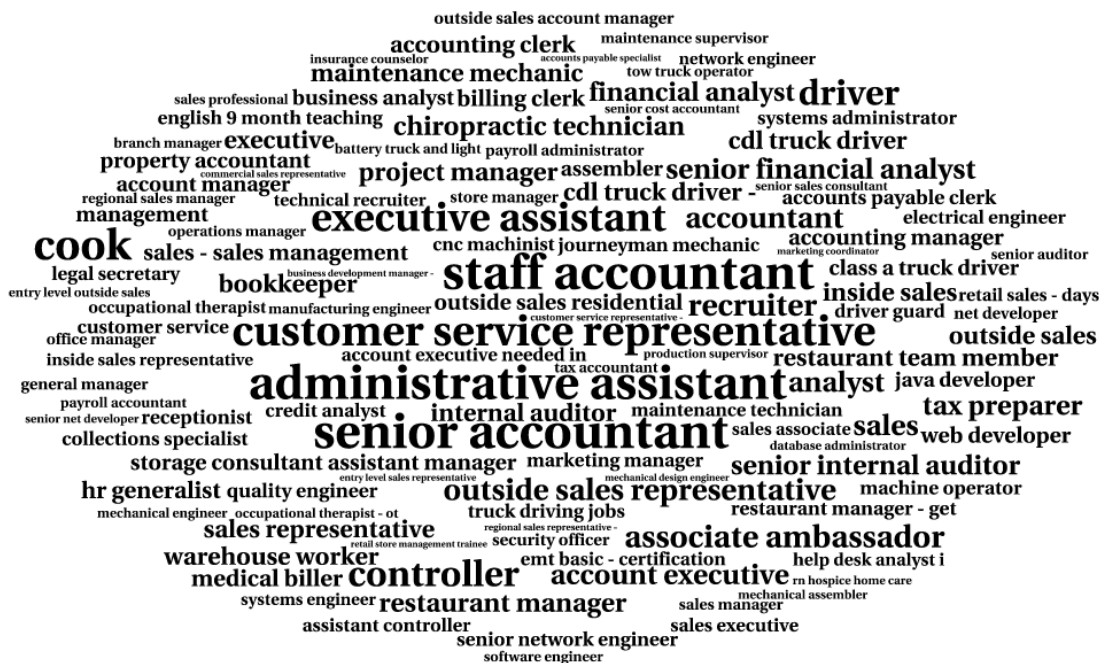 outside sales account manager
accounting clerk maintenance supervisor
insurance counselor accounts payable specialist network engineer
maintenance mechanic tow truck operator
sales professional business analyst billing clerk financial analyst driver
senior cost accountant
english 9 month teaching chiropractic technician systems administrator
branch manager executive battery truck and light payroll administrator cdl truck driver
property accountant project manager assembler senior financial analyst
commercial sales representative
account manager technical recruiter store manager cdl truck driver - senior sales consultant
regional sales manager accounts payable clerk
management executive assistant accountant electrical engineer
operations manager
cook sales - sales management cnc machinist journeyman mechanic accounting manager
marketing coordinator senior auditor
legal secretary bookkeeper business development manager - staff accountant class a truck driver
entry level outside sales inside sales retail sales - days
occupational therapist manufacturing engineer outside sales residential recruiter driver guard net developer
customer service customer service representative - outside sales
office manager customer service representative
inside sales representative account executive needed in production supervisor restaurant team member
tax accountant
general manager administrative assistant analyst java developer
payroll accountant credit analyst internal auditor maintenance technician tax preparer
senior net developer receptionist senior accountant sales associate sales web developer
collections specialist database administrator
storage consultant assistant manager marketing manager senior internal auditor
entry level sales representative mechanical design engineer
hr generalist quality engineer outside sales representative machine operator
mechanical engineer occupational therapist - ot truck driving jobs restaurant manager - get
sales representative regional sales representative - associate ambassador
retail store management trainee security officer
warehouse worker emt basic - certification help desk analyst i
medical biller controller account executive rn hospice home care
mechanical assembler
systems engineer restaurant manager sales manager
assistant controller sales executive
senior network engineer
software engineer